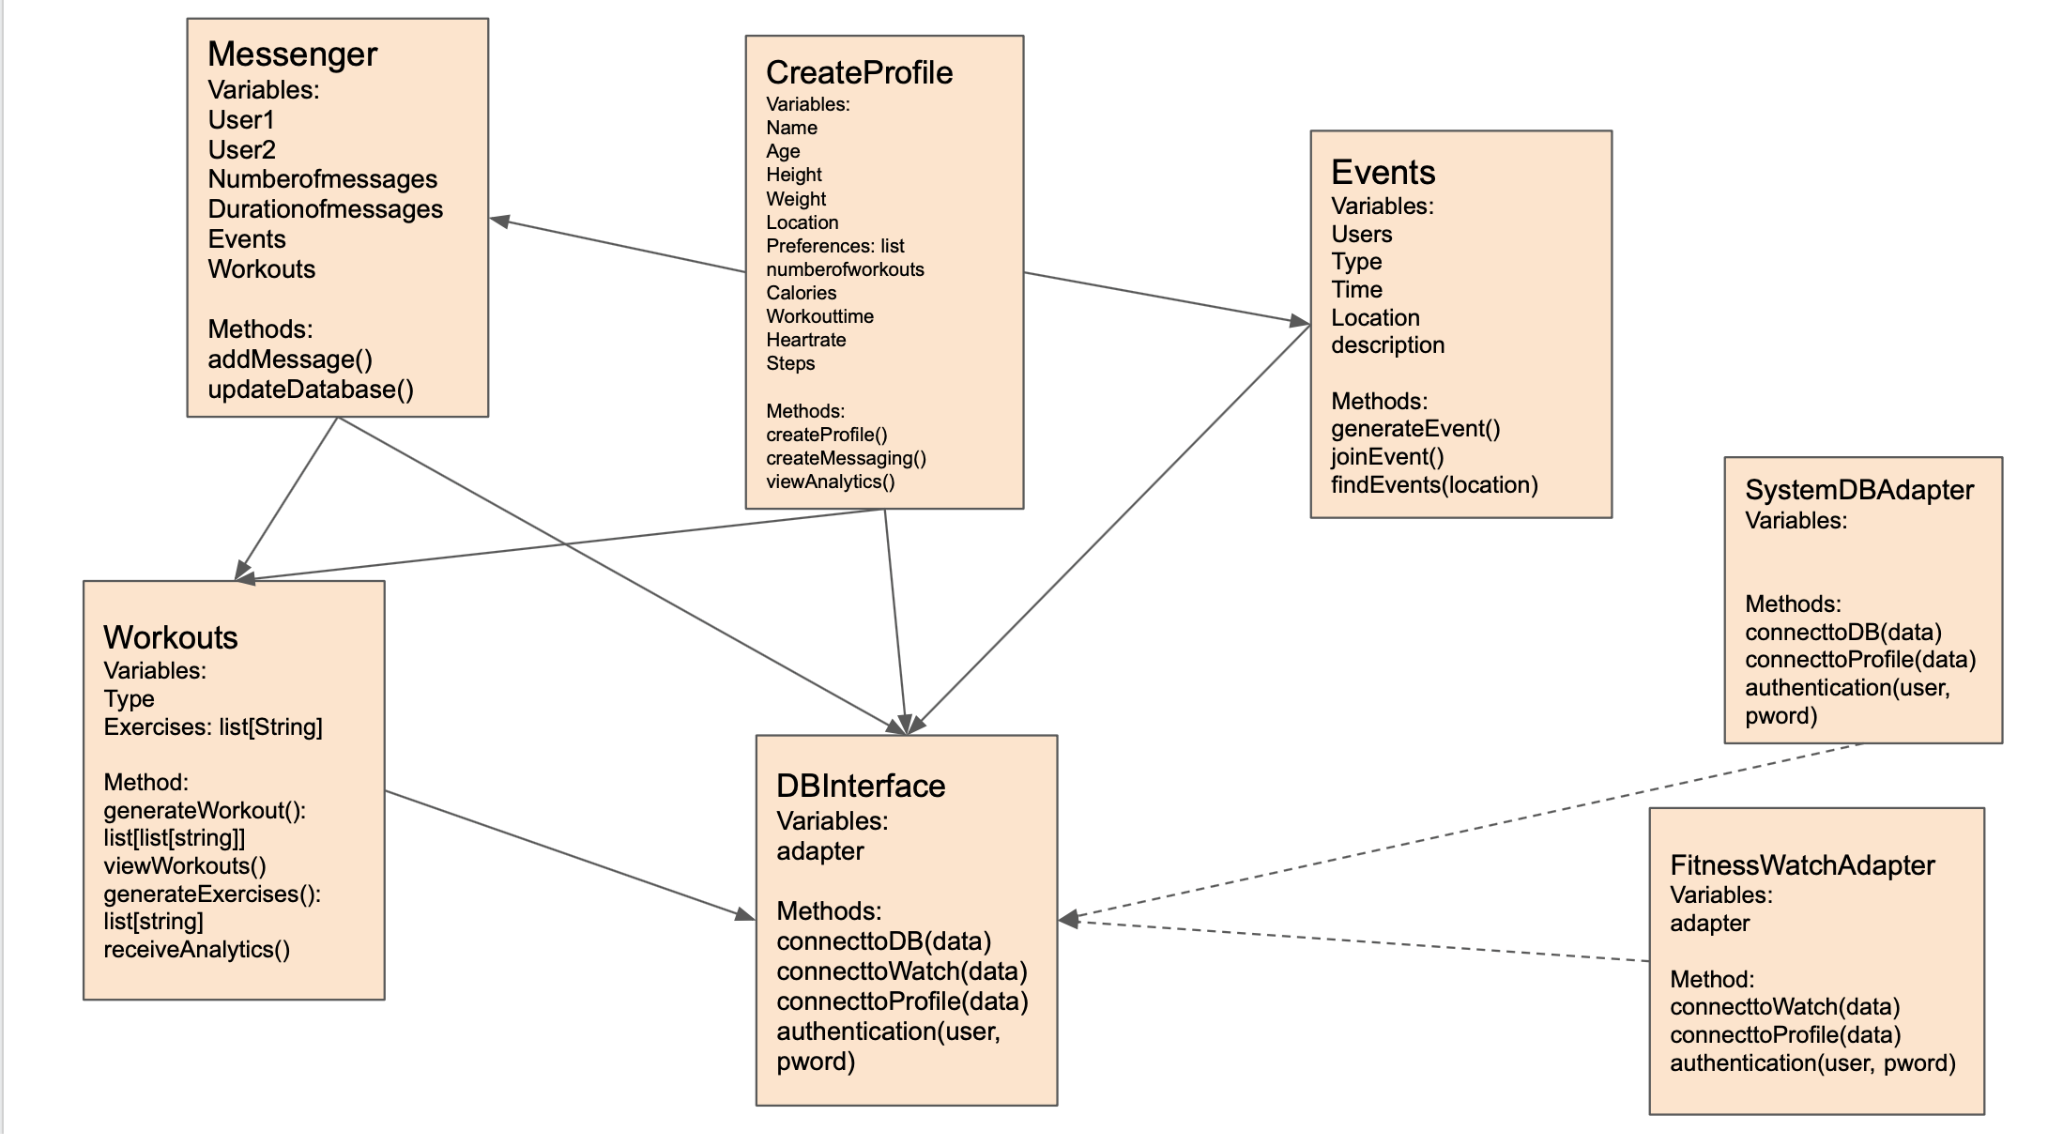 Messenger
Variables:
User1
User2
Numberofmessages
Durationofmessages
Events
Workouts
Methods:
addMessage()
updateDatabase()
CreateProfile
Variables:
Name
Age
Height
Weight
Location
Preferences: list
numberofworkouts
Calories
Workouttime
Heartrate
Steps
Methods:
createProfile()
createMessaging()
viewAnalytics()
Events
Variables:
Users
Type
Time
Location
description
Methods:
generateEvent()
joinEvent()
findEvents(location)
SystemDBAdapter
Variables:
Methods:
connecttoDB(data)
connecttoProfile(data)
authentication(user,
pword)
Workouts
Variables:
Type
Exercises: list[String]
Method:
generateWorkout():
list[list[string]]
viewWorkouts()
generateExercises():
list[string]
receiveAnalytics()
DBInterface
Variables:
adapter
Methods:
connecttoDB(data)
connecttoWatch(data)
connecttoProfile(data)
authentication(user,
pword)
FitnessWatchAdapter
Variables:
adapter
Method:
connecttoWatch(data)
connecttoProfile(data)
authentication(user, pword)